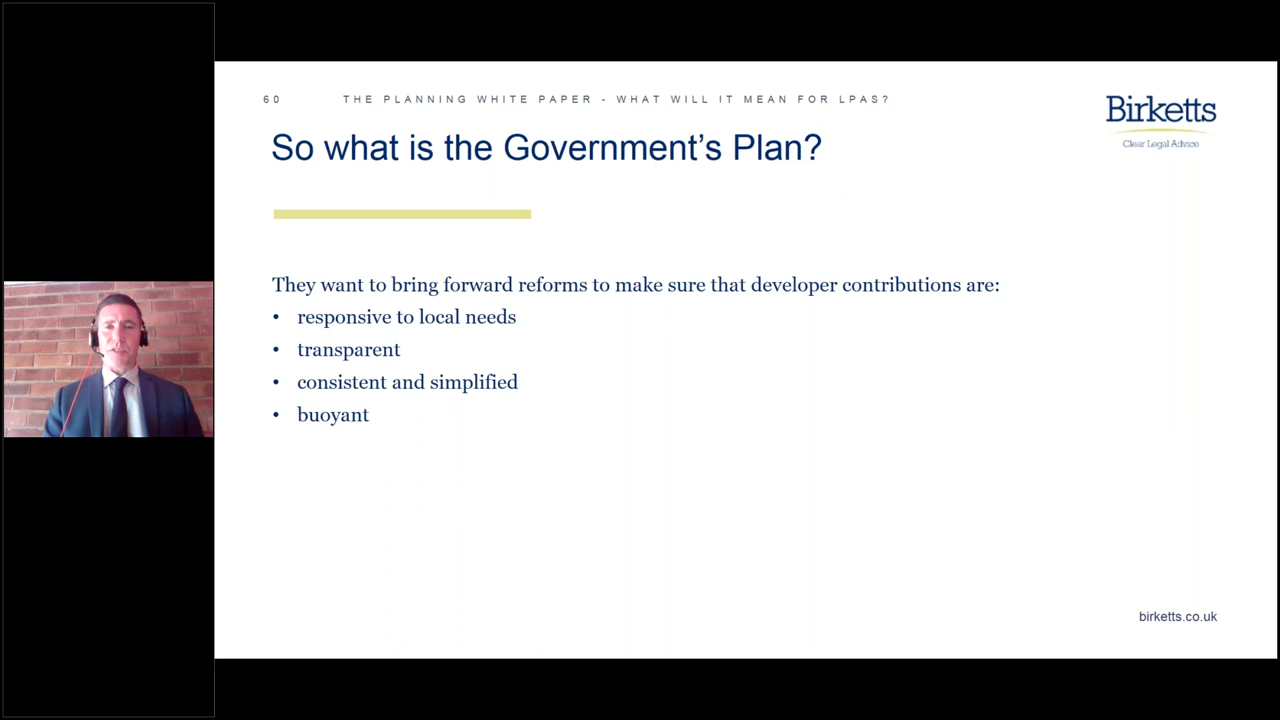 60 THE PLANNING WHITE PAPER - WHAT WILL IT MEAN FOR LPAS?
Birketts
Clear Legal Advice
So what is the Government's Plan?
They want to bring forward reforms to make sure that developer contributions are:
• responsive to local needs
• transparent
• consistent and simplified
• buoyant
birketts.co.uk